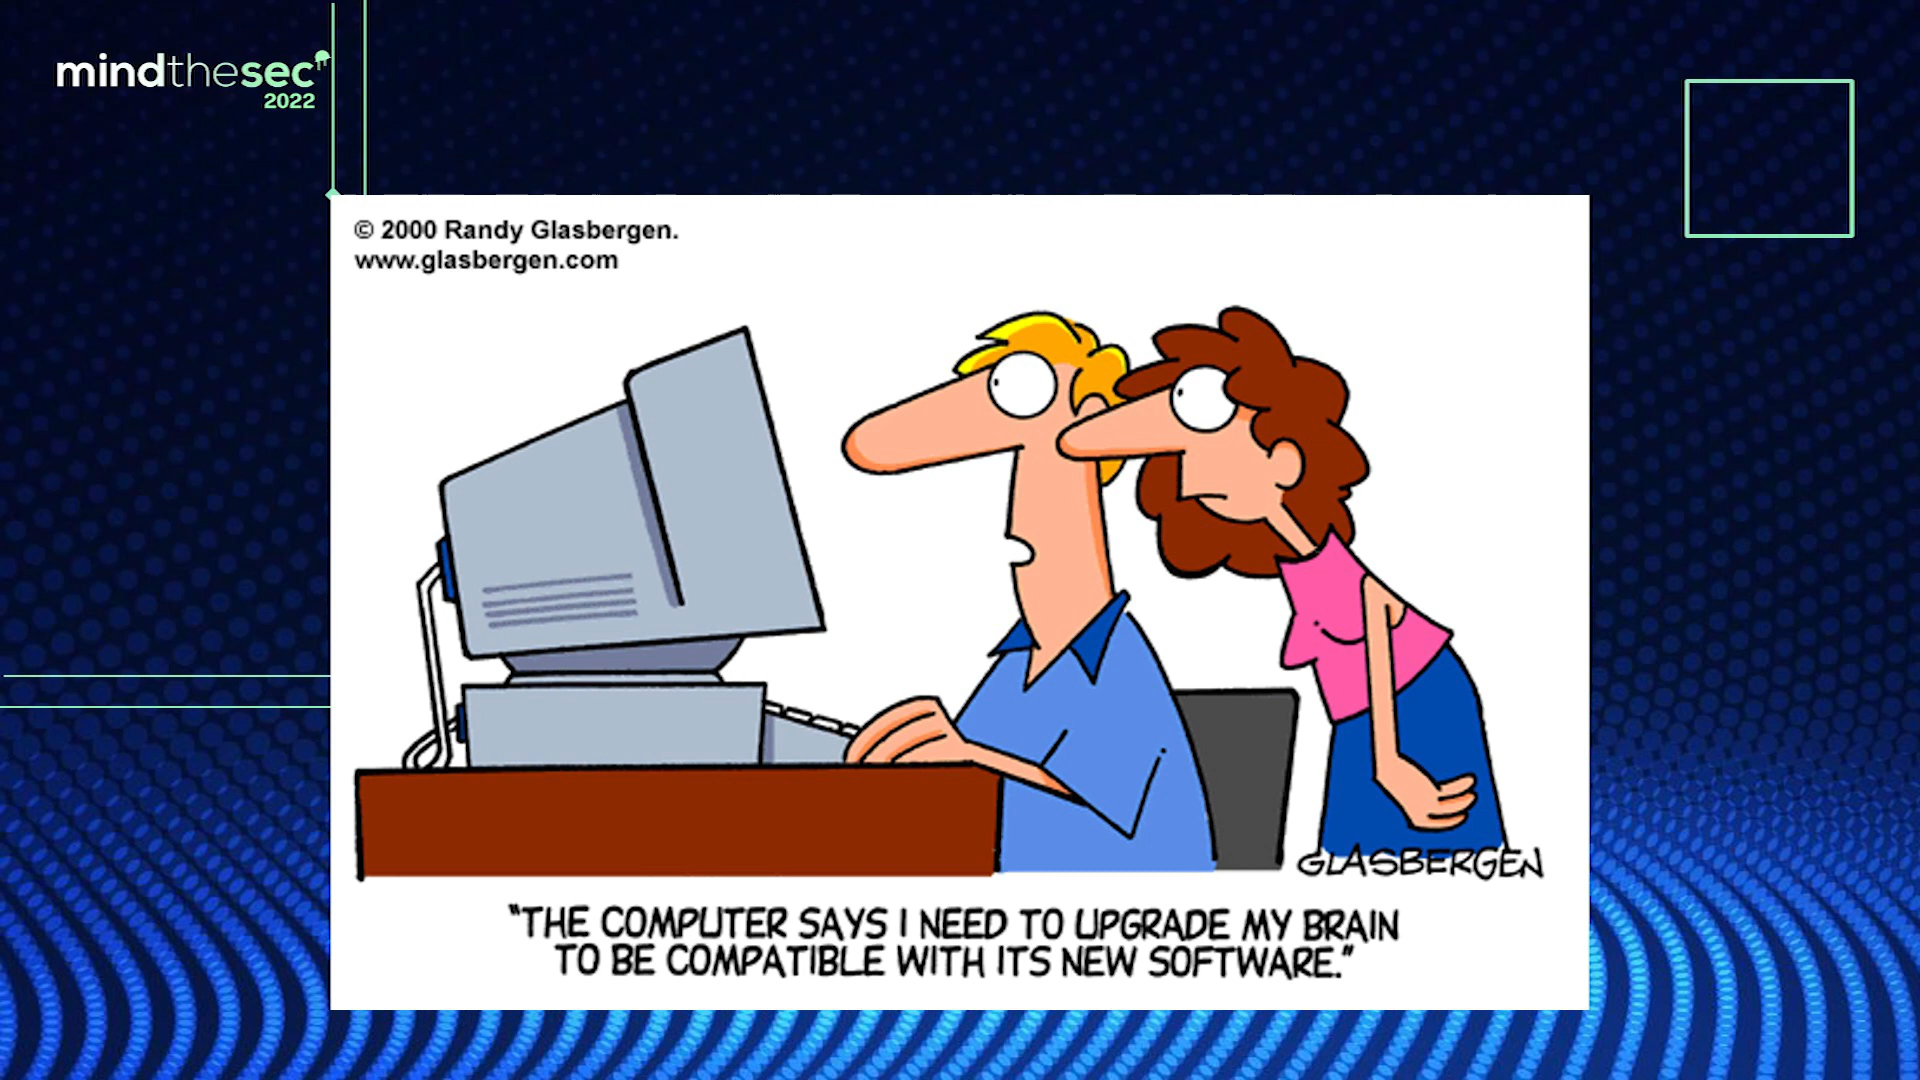 mindthesec
2022
© 2000 Randy Glasbergen.
www.glasbergen.com
GLASBERGEN
"THE COMPUTER SAYS I NEED TO UPGRADE MY BRAIN
TO BE COMPATIBLE WITH ITS NEW SOFTWARE."